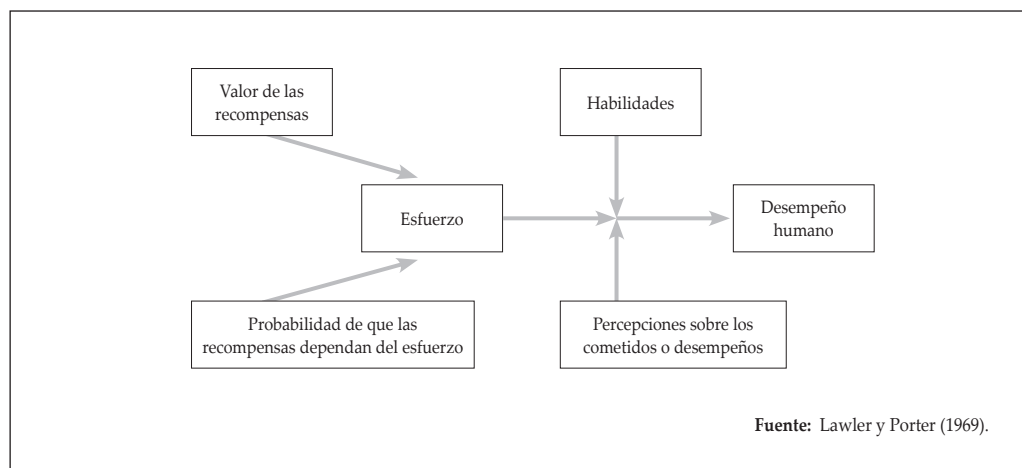 Valor de las
recompensas
Habilidades
Esfuerzo
Desempeño
humano
Probabilidad de que las
recompensas dependan del esfuerzo
Percepciones sobre los
cometidos o desempeños
Fuente: Lawler y Porter (1969).